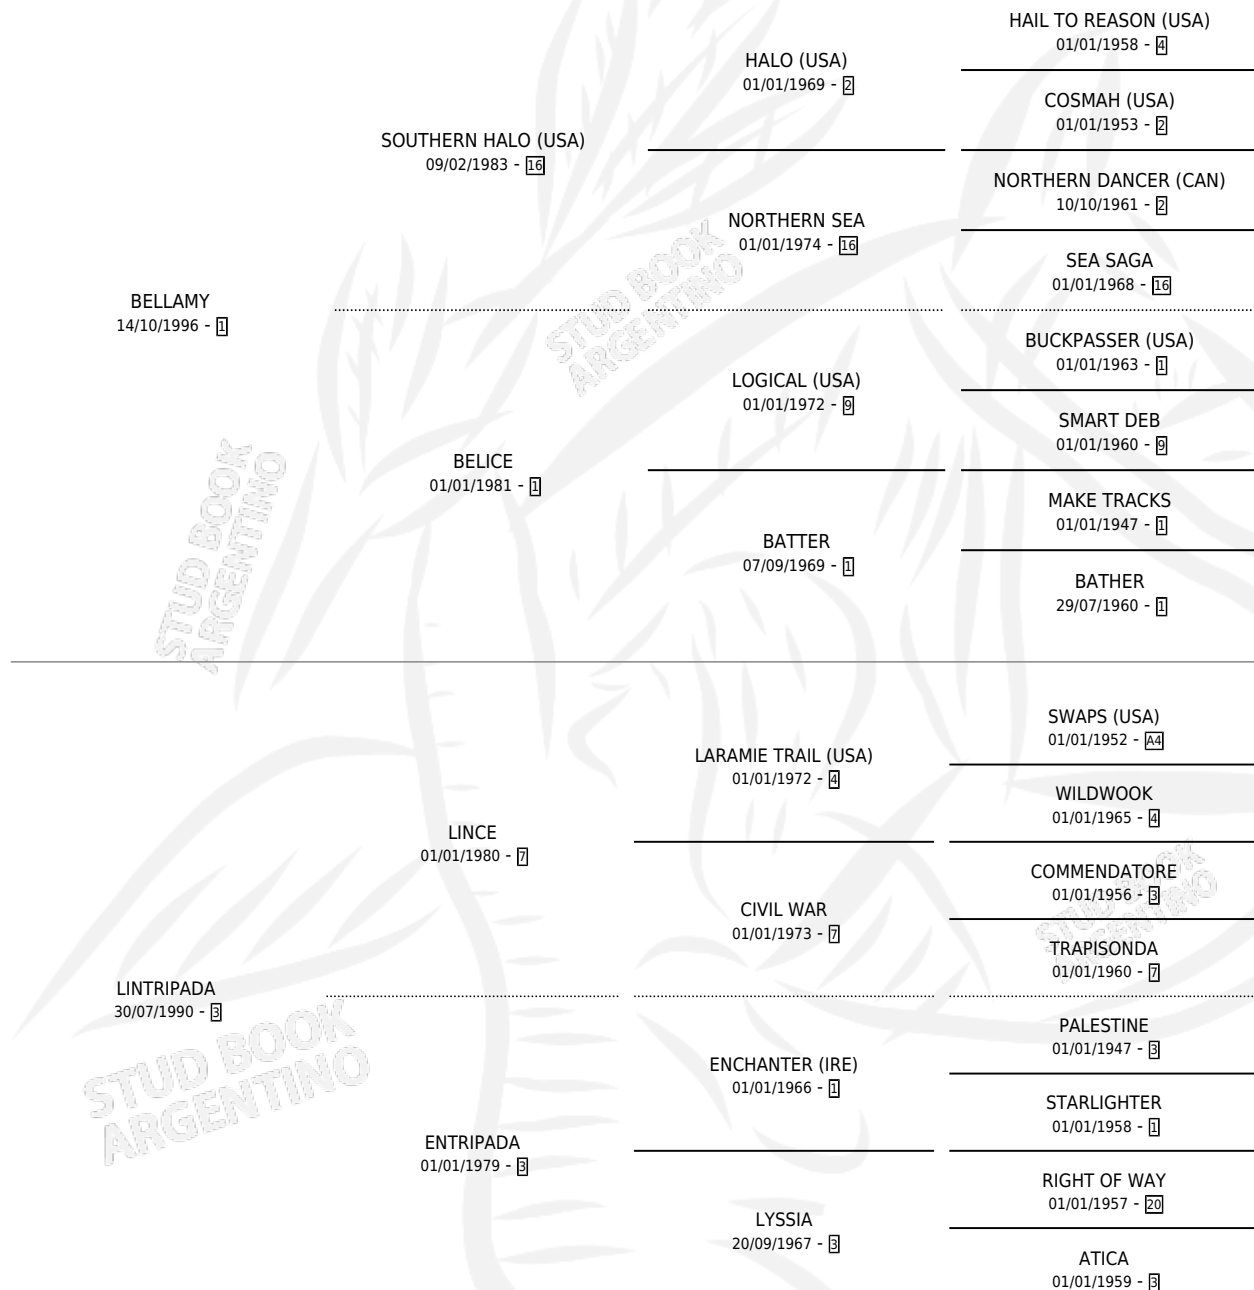 HAIL TO REASON (USA)
01/01/1958 - 4
HALO (USA)
01/01/1969 - 2
COSMAH (USA)
01/01/1953 - 2
SOUTHERN HALO (USA)
09/02/1983 - 16
NORTHERN DANCER (CAN)
10/10/1961 - 2
NORTHERN SEA
01/01/1974 - 16
SEA SAGA
01/01/1968 - 16
BELLAMY
14/10/1996 - 1
BUCKPASSER (USA)
01/01/1963 - 1
LOGICAL (USA)
01/01/1972 - 9
SMART DEB
01/01/1960 - 9
BELICE
01/01/1981 - 1
MAKE TRACKS
01/01/1947 - 1
BATTER
07/09/1969 - 1
BATHER
29/07/1960 - 1
STUD BOOK
ARGENTINO
STUD BOOK
ARGENTINO
SWAPS (USA)
01/01/1952 - A4
LARAMIE TRAIL (USA)
01/01/1972 - 4
WILDWOOK
01/01/1965 - 4
LINCE
01/01/1980 - 7
COMMENDATORE
01/01/1956 - 3
CIVIL WAR
01/01/1973 - 7
TRAPISONDA
01/01/1960 - 7
LINTRIPADA
30/07/1990 - 3
PALESTINE
01/01/1947 - 3
ENCHANTER (IRE)
01/01/1966 - 1
STARLIGHTER
01/01/1958 - 1
ENTRIPADA
01/01/1979 - 3
RIGHT OF WAY
01/01/1957 - 20
LYSSIA
20/09/1967 - 3
ATICA
01/01/1959 - 3
STUD BOOK
ARGENTINO
STUD BOOK
ARGENTINO